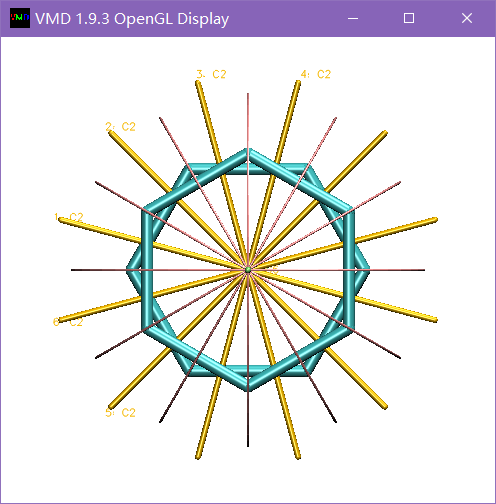 VMD 1.9.3 OpenGL Display
3: C2
4: C2
2: C2
1: C2
6: C2
5: C2